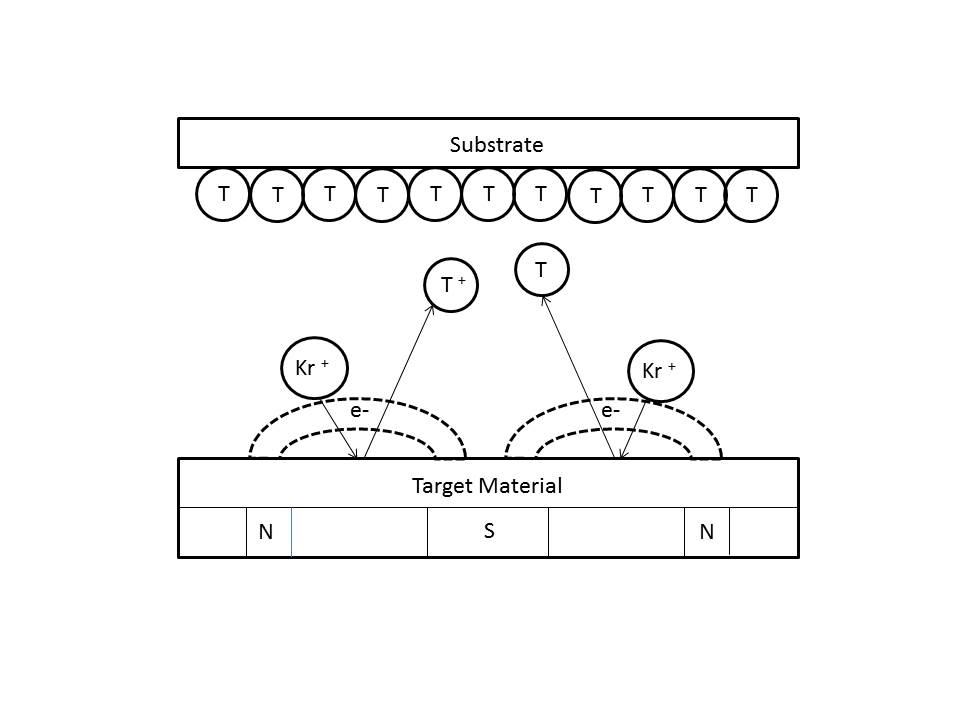 Substrate
T T T T T T T T T T T
T +
T
Kr +
Kr +
e-
e-
Target Material
N
S
N